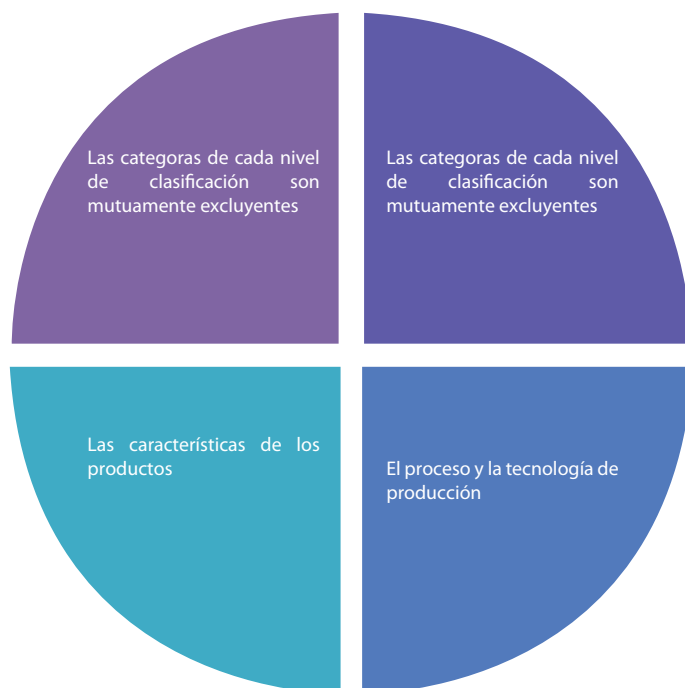 Las categoras de cada nivel
de clasificación son
mutuamente excluyentes
Las categoras de cada nivel
de clasificación son
mutuamente excluyentes
Las características de los
productos
El proceso y la tecnología de
producción